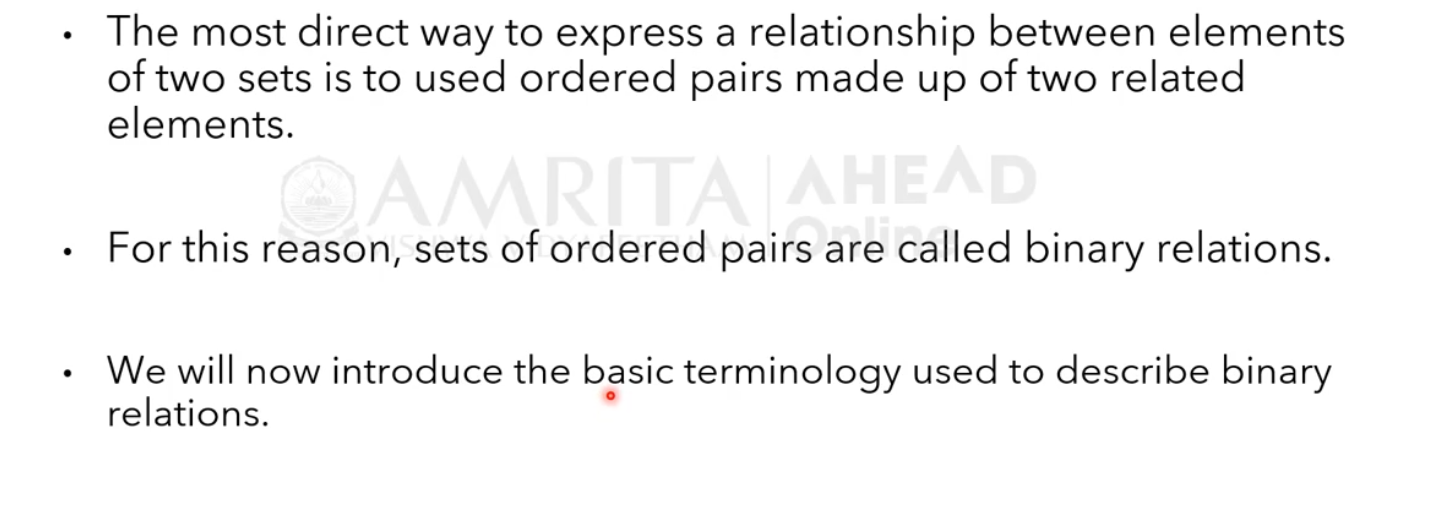 • The most direct way to express a relationship between elements
of two sets is to used ordered pairs made up of two related
elements.
AMRITA AHEAD
VISHWA VIDYAPEETHAM Online
• For this reason, sets of ordered pairs are called binary relations.
• We will now introduce the basic terminology used to describe binary
relations.